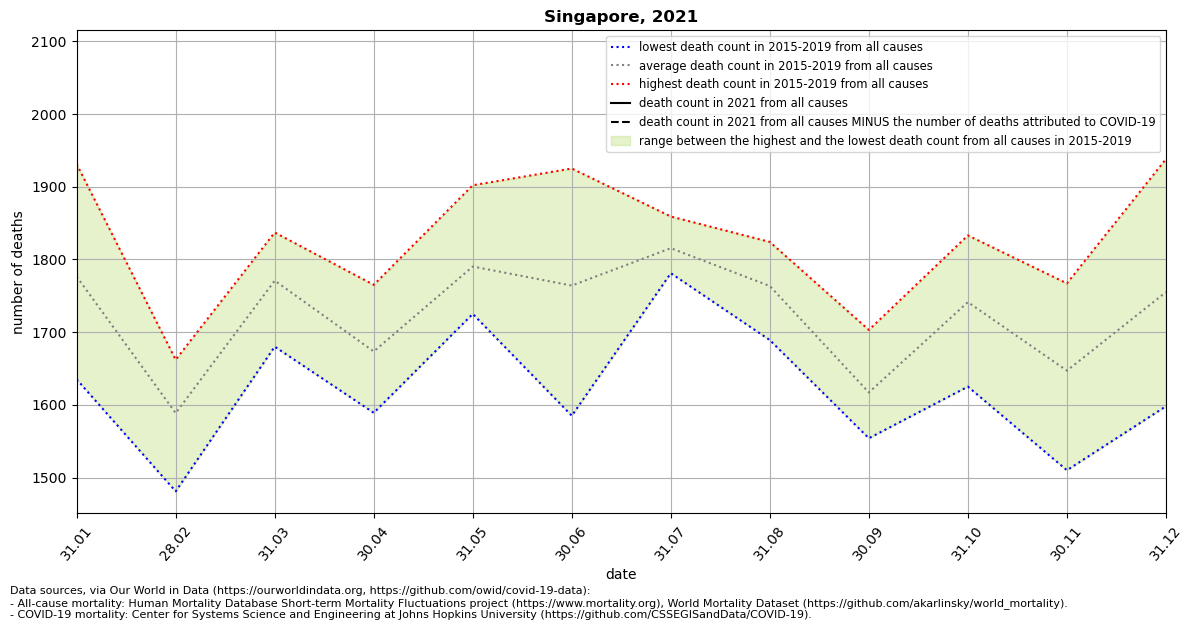 Singapore, 2021
2100
2000
1900
1800
1700
1600
1500
number of deaths
lowest death count in 2015-2019 from all causes
average death count in 2015-2019 from all causes
highest death count in 2015-2019 from all causes
death count in 2021 from all causes
death count in 2021 from all causes MINUS the number of deaths attributed to COVID-19
range between the highest and the lowest death count from all causes in 2015-2019
31.01
28.02
31.03
30.04
31.05
30.06
31.07
31.08
30.09
31.10
30.11
31.12
date
Data sources, via Our World in Data (https://ourworldindata.org, https://github.com/owid/covid-19-data):
- All-cause mortality: Human Mortality Database Short-term Mortality Fluctuations project (https://www.mortality.org), World Mortality Dataset (https://github.com/akarlinsky/world_mortality).
- COVID-19 mortality: Center for Systems Science and Engineering at Johns Hopkins University (https://github.com/CSSEGISandData/COVID-19).